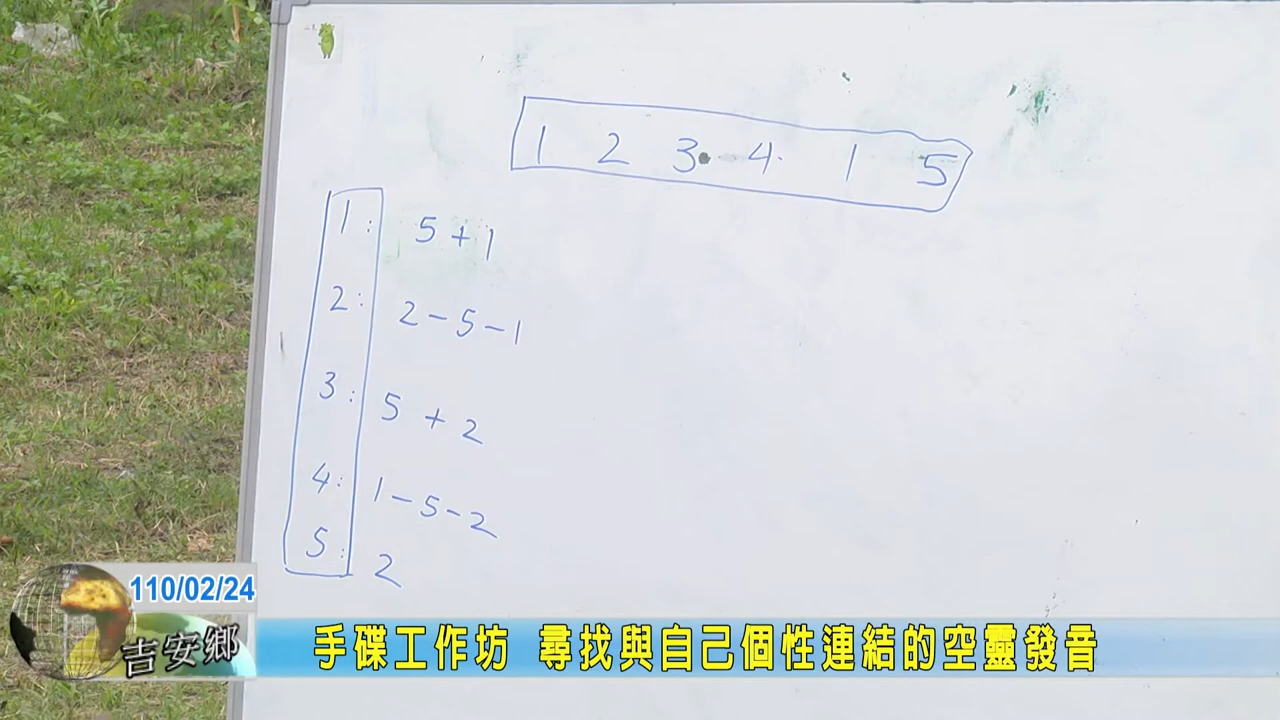 1 2 3 4 1 5
1: 5+1
2: 2-5-1
3: 5+2
4: 1-5-2
5: 2
110/02/24
吉安鄉
手碟工作坊 尋找與自己個性連結的空靈發音